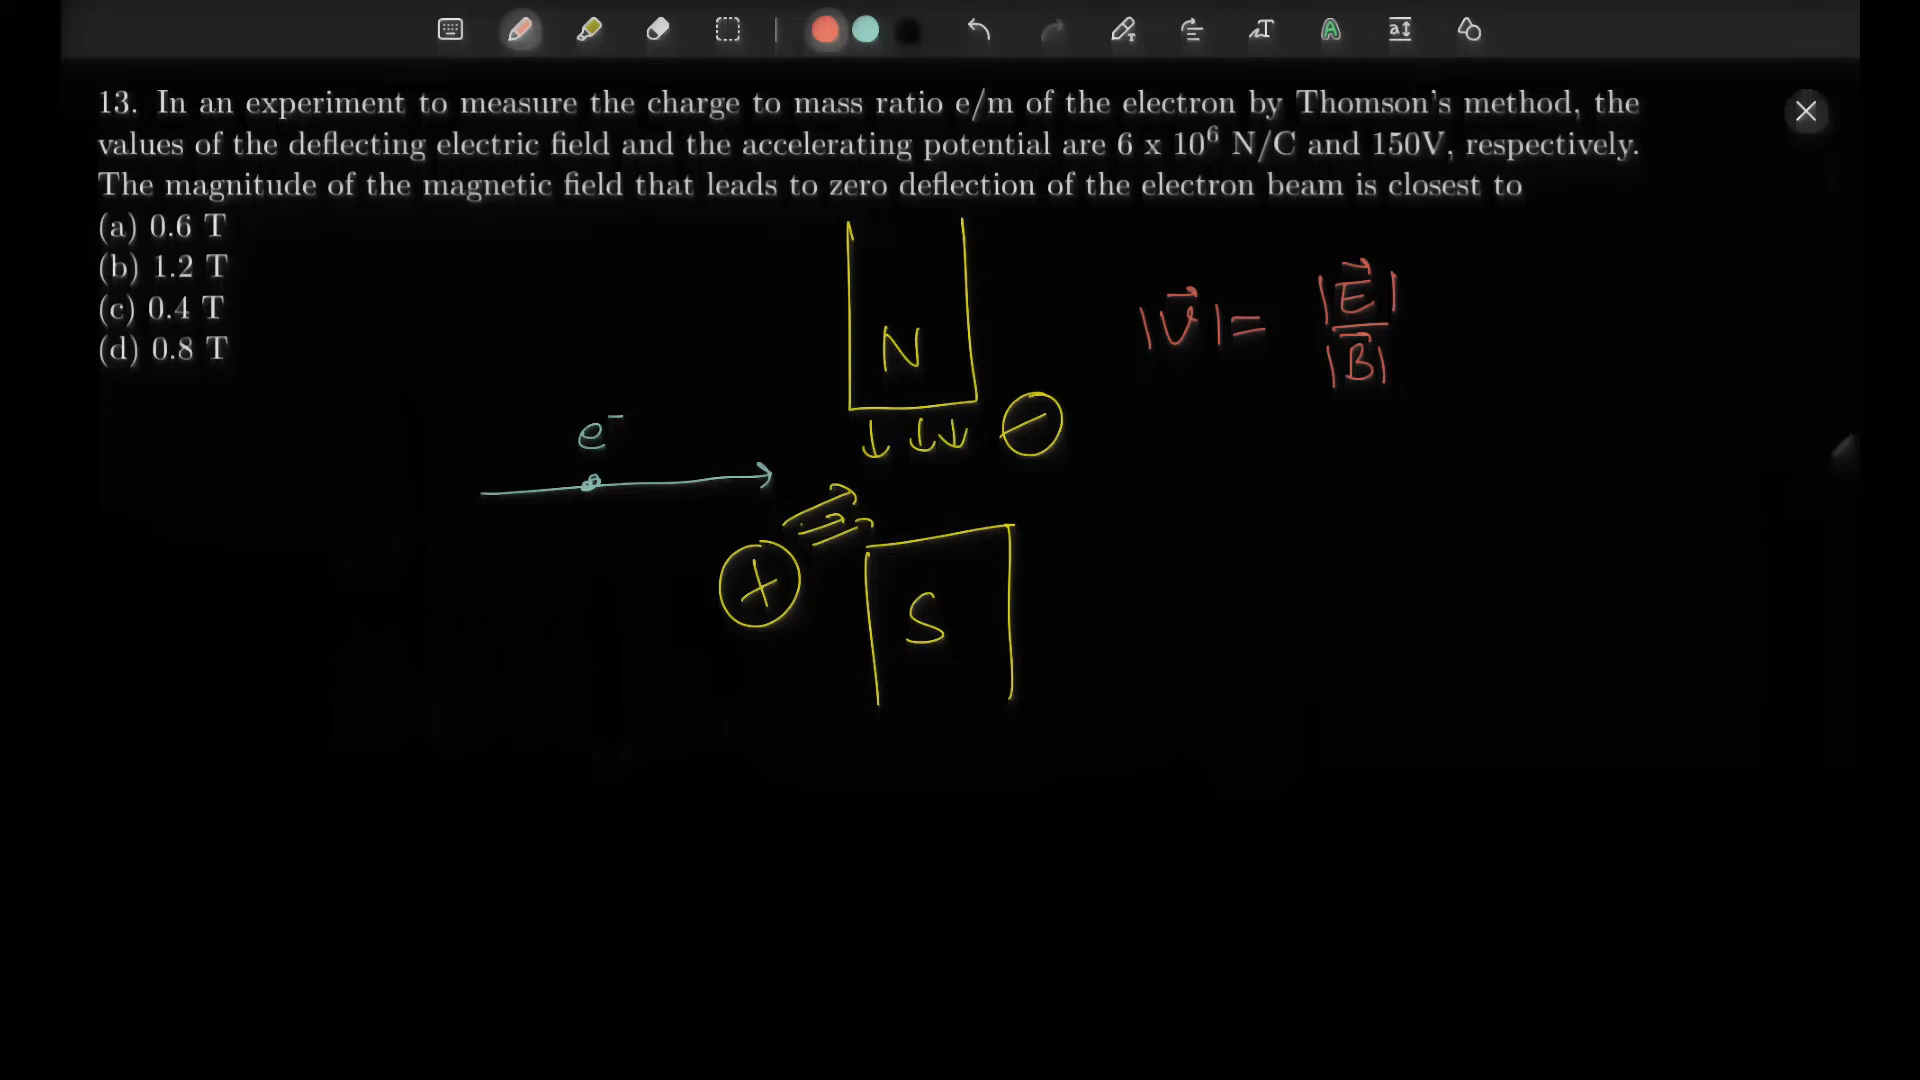 13. In an experiment to measure the charge to mass ratio e/m of the electron by Thomson's method, the
values of the deflecting electric field and the accelerating potential are 6 x 10⁶ N/C and 150V, respectively.
The magnitude of the magnetic field that leads to zero deflection of the electron beam is closest to
(a) 0.6 T
(b) 1.2 T
(c) 0.4 T
(d) 0.8 T
|v⃗| = |E⃗| / |B⃗|
N
e⁻
−
+
S